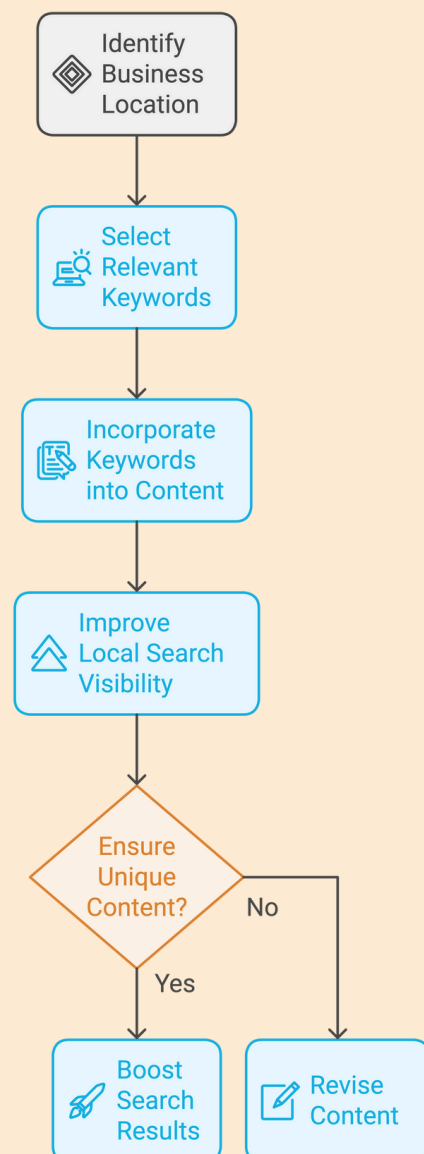 Identify
Business
Location
Select
Relevant
Keywords
Incorporate
Keywords
into Content
Improve
Local Search
Visibility
Ensure
Unique
Content?
No
Yes
Boost
Search
Results
Revise
Content